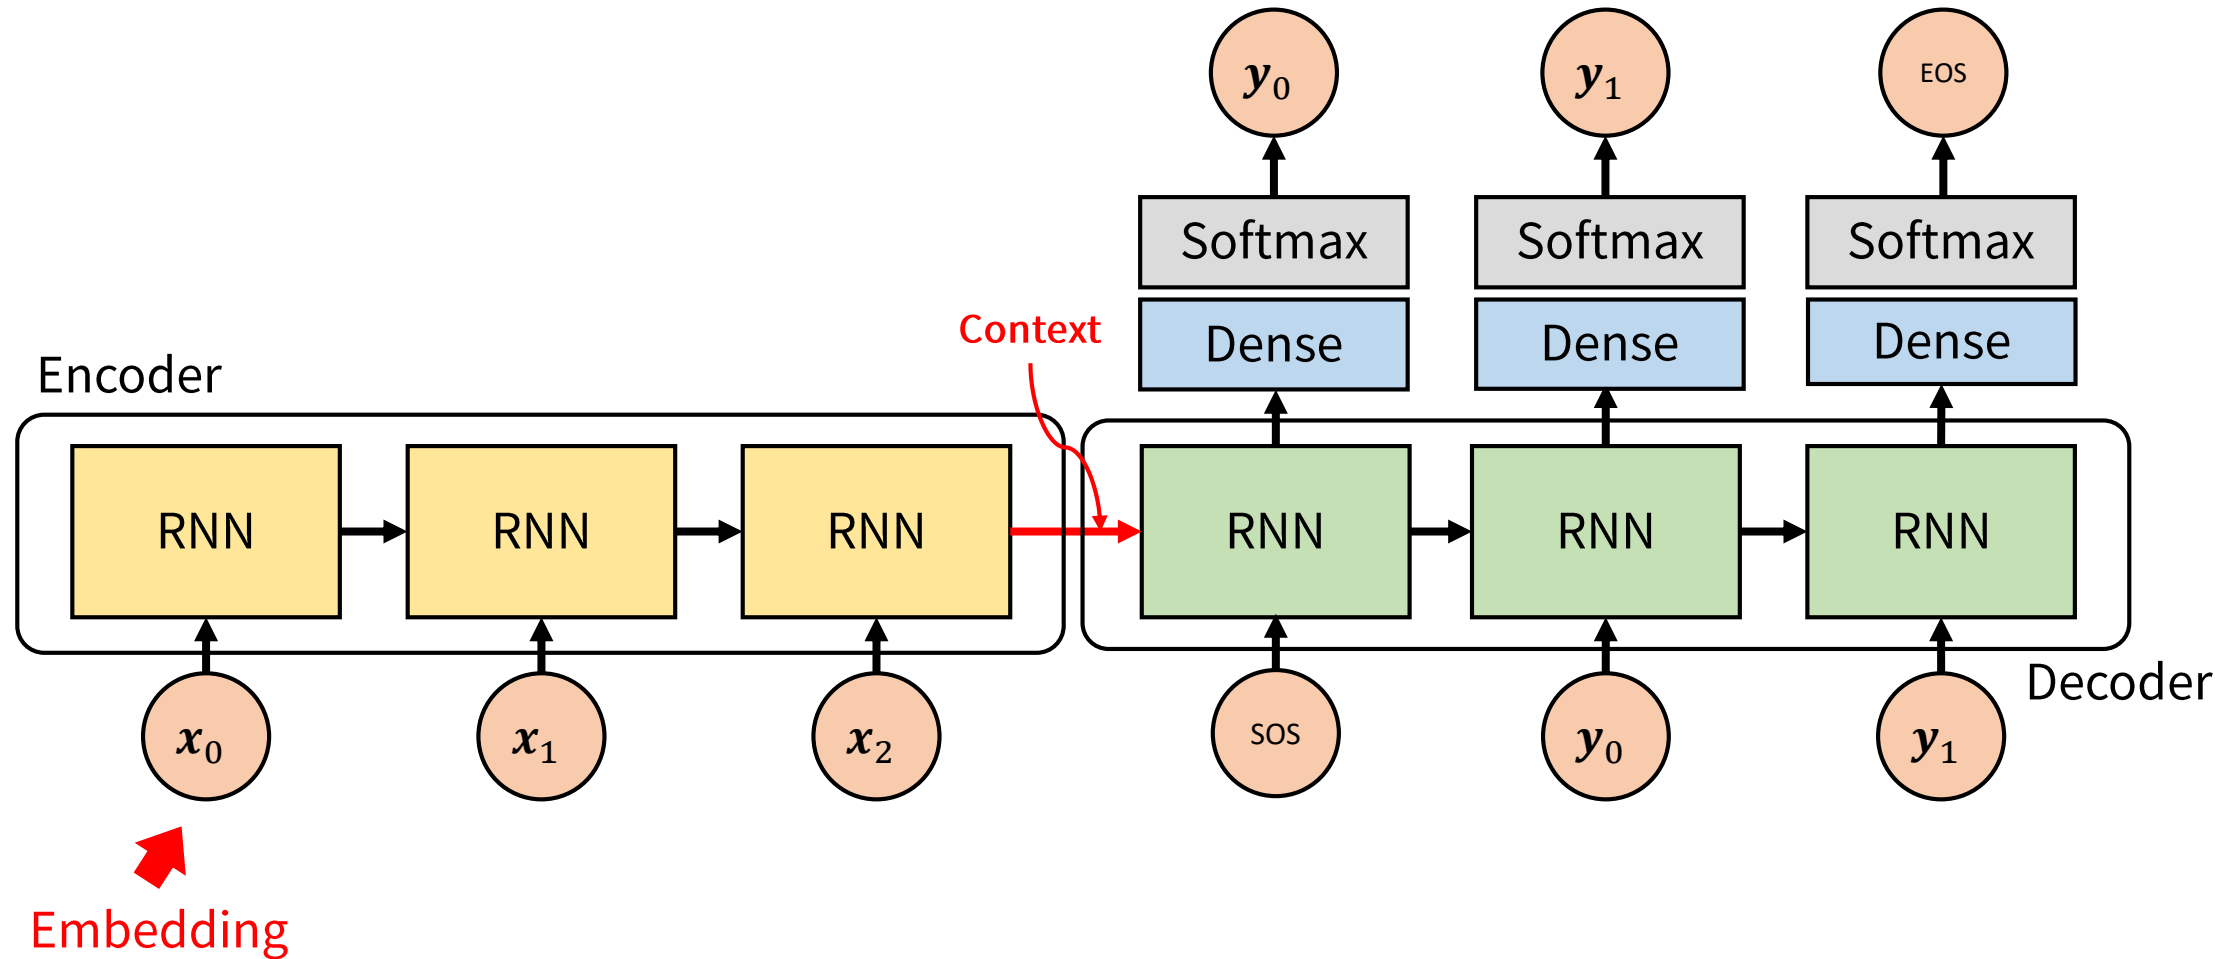 y₀
y₁
EOS
Softmax
Softmax
Softmax
Context
Dense
Dense
Dense
Encoder
RNN
RNN
RNN
RNN
RNN
RNN
Decoder
x₀
x₁
x₂
SOS
y₀
y₁
Embedding